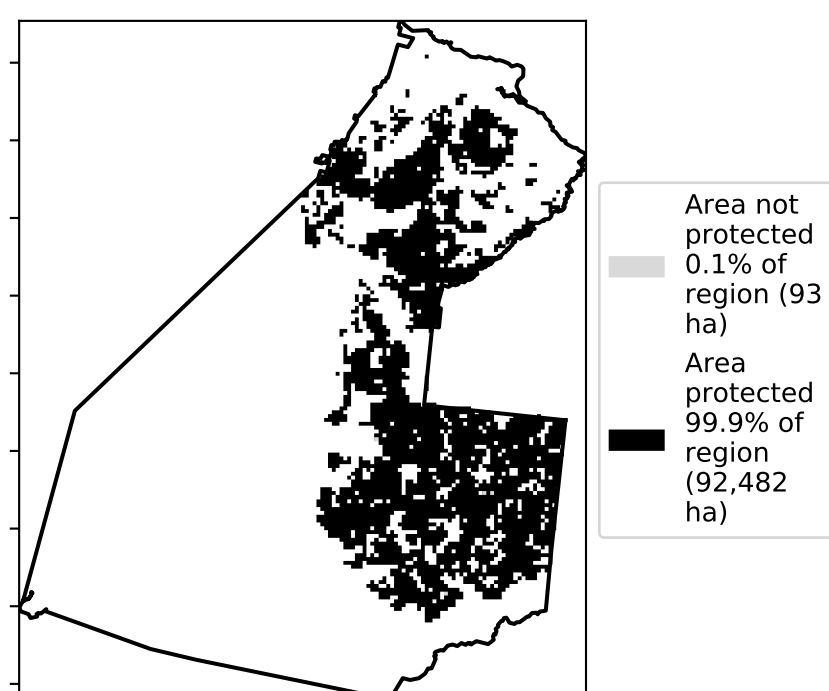 Area not
protected
0.1% of
region (93
ha)
Area
protected
99.9% of
region
(92,482
ha)